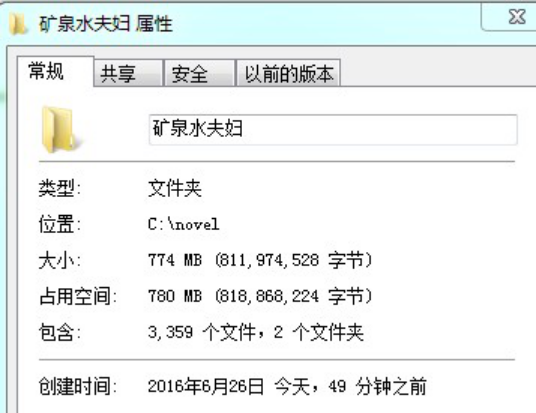 矿泉水夫妇 属性
常规 共享 安全 以前的版本
矿泉水夫妇
类型: 文件夹
位置: C:\novel
大小: 774 MB (811,974,528 字节)
占用空间: 780 MB (818,868,224 字节)
包含: 3,359 个文件，2 个文件夹
创建时间: 2016年6月26日 今天，49 分钟之前